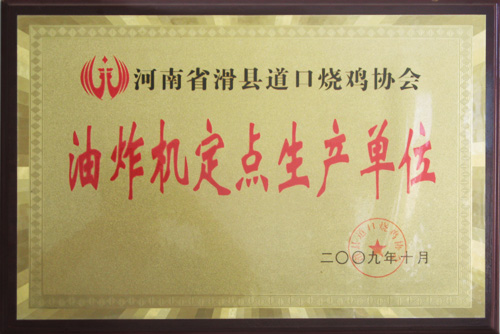 河南省滑县道口烧鸡协会
油炸机定点生产单位
二〇〇九年十月